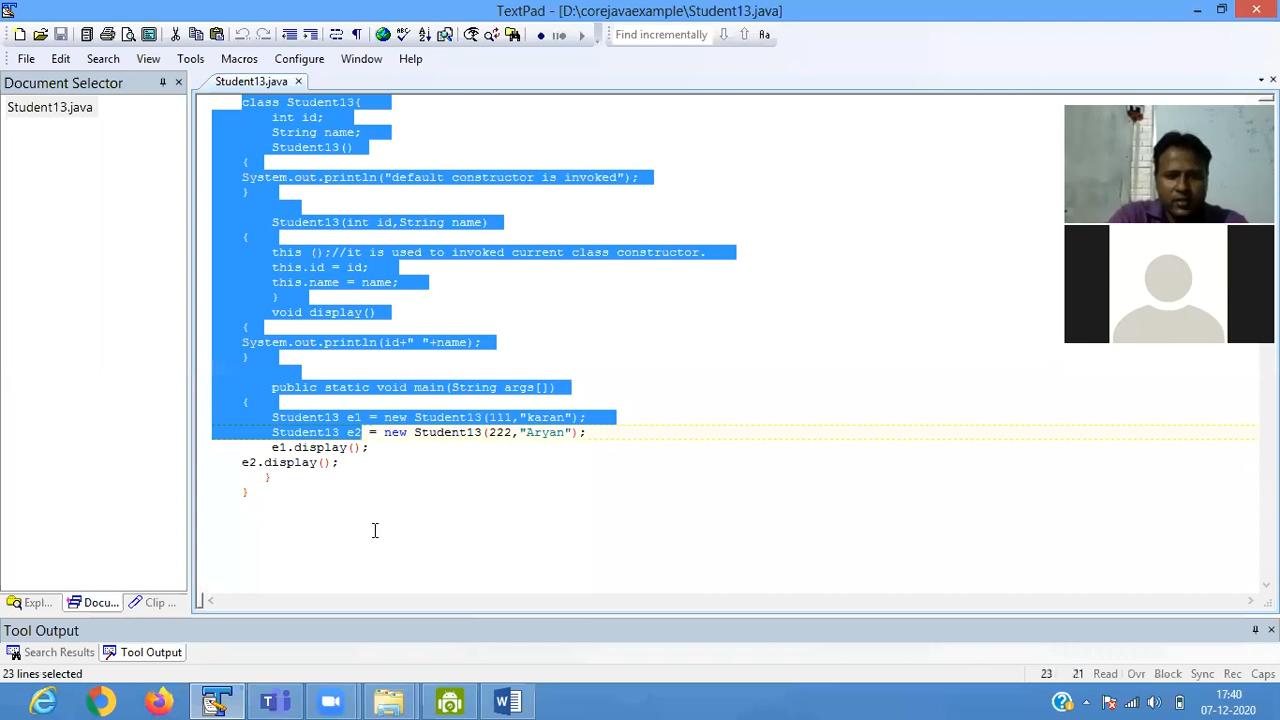 TextPad - [D:\corejavaexample\Student13.java]
Find incrementally
File Edit Search View Tools Macros Configure Window Help
Document Selector
Student13.java
Student13.java
class Student13{
int id;
String name;
Student13()
{
System.out.println("default constructor is invoked");
}
Student13(int id,String name)
{
this ();//it is used to invoked current class constructor.
this.id = id;
this.name = name;
}
void display()
{
System.out.println(id+" "+name);
}
public static void main(String args[])
{
Student13 e1 = new Student13(111,"karan");
Student13 e2 = new Student13(222,"Aryan");
e1.display();
e2.display();
}
}
Expl... Docu... Clip ...
Tool Output
Search Results Tool Output
23 lines selected 23 21 Read Ovr Block Sync Rec Caps
17:40
07-12-2020